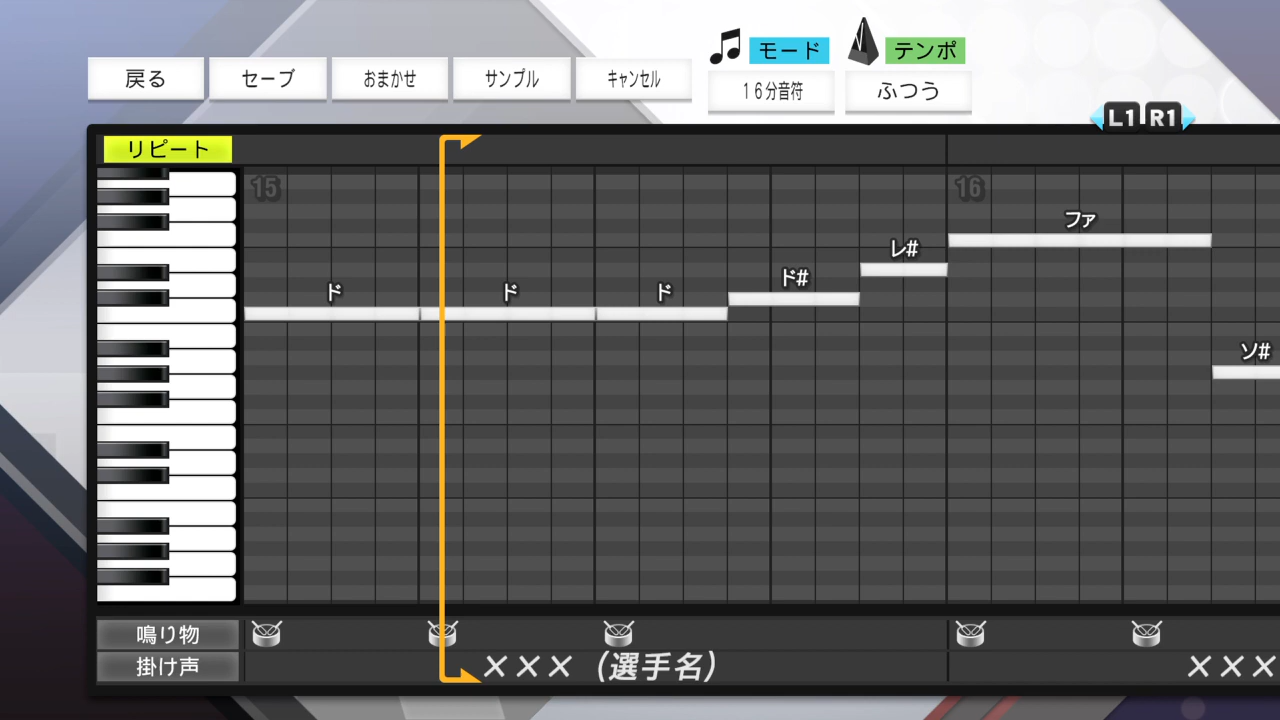 戻る
セーブ
おまかせ
サンプル
キャンセル
モード
16分音符
テンポ
ふつう
L1 R1
リピート
15
16
ファ
レ#
ド#
ド
ド
ド
ソ#
鳴り物
掛け声
×××（選手名）
×××